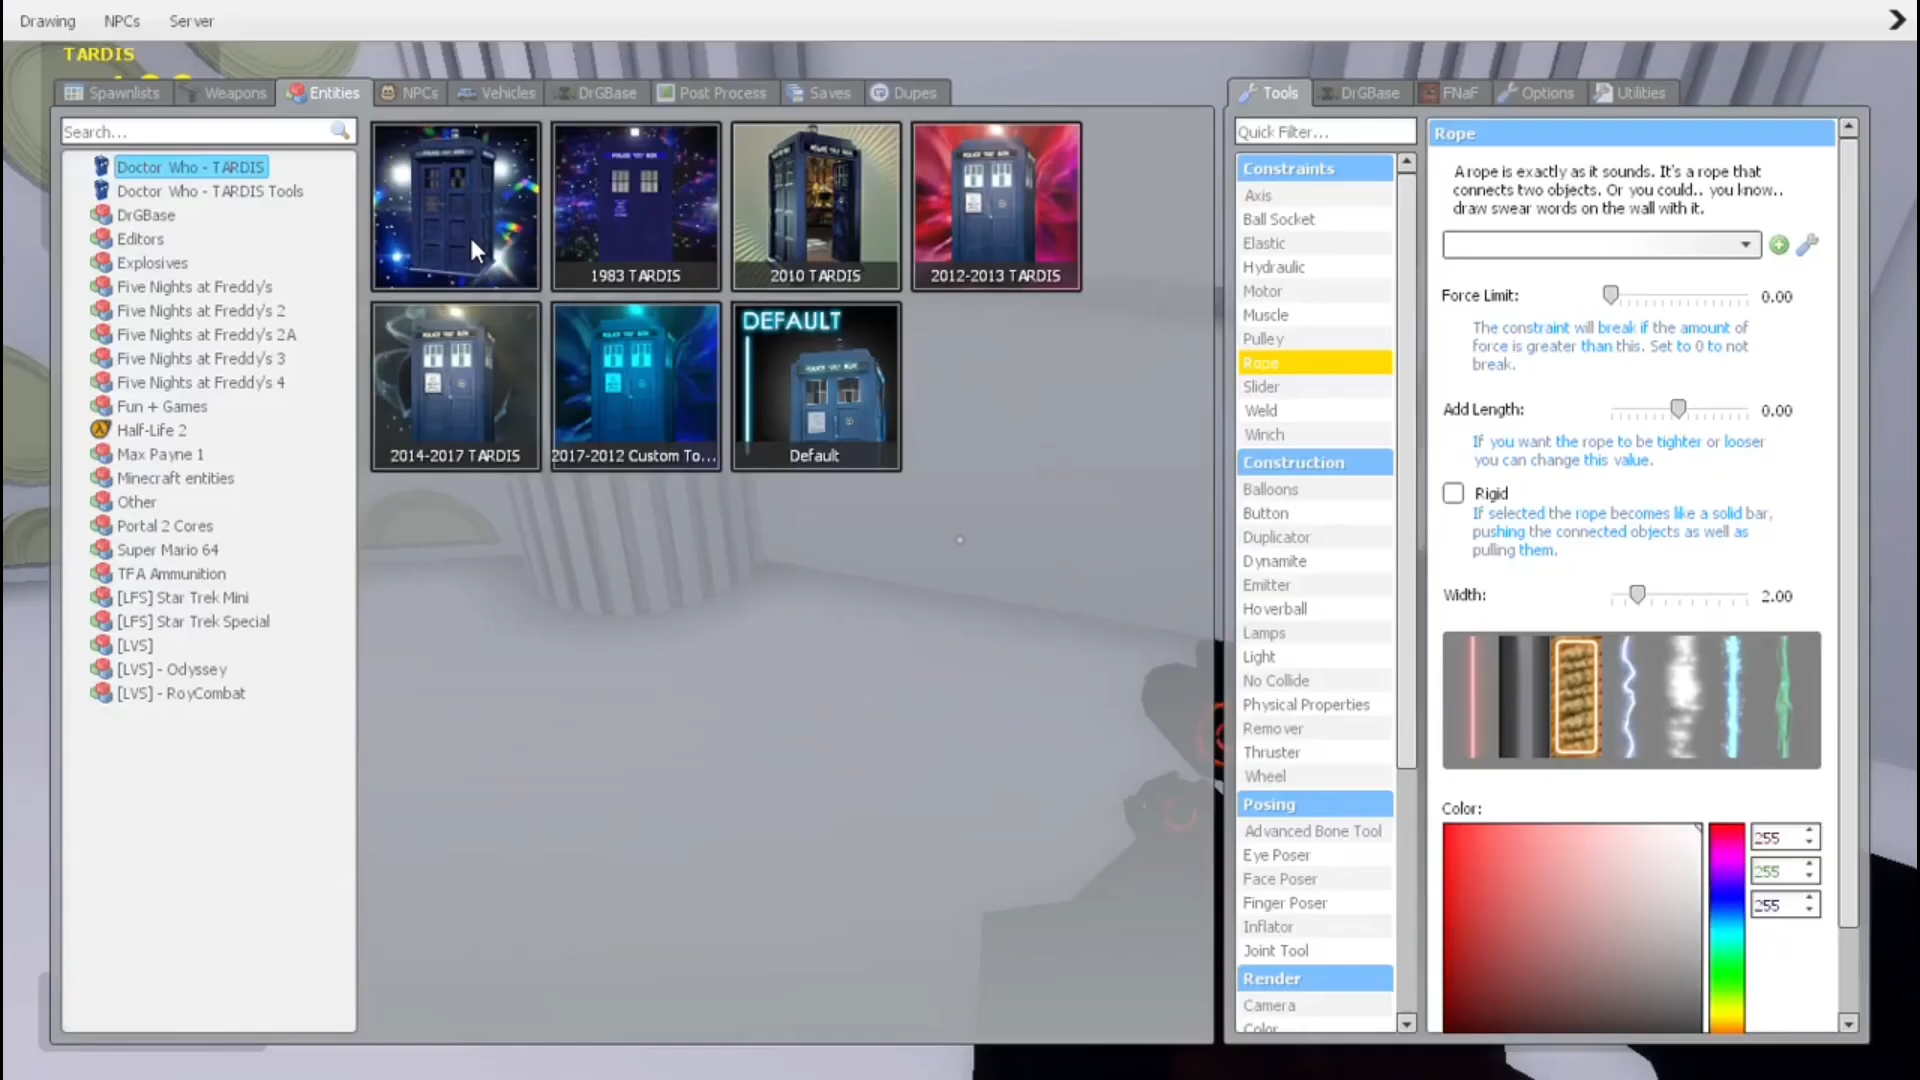 Drawing NPCs Server
TARDIS
Spawnlists Weapons Entities NPCs Vehicles DrGBase Post Process Saves Dupes
Search...
Doctor Who - TARDIS
Doctor Who - TARDIS Tools
DrGBase
Editors
Explosives
Five Nights at Freddy's
Five Nights at Freddy's 2
Five Nights at Freddy's 2A
Five Nights at Freddy's 3
Five Nights at Freddy's 4
Fun + Games
Half-Life 2
Max Payne 1
Minecraft entities
Other
Portal 2 Cores
Super Mario 64
TFA Ammunition
[LFS] Star Trek Mini
[LFS] Star Trek Special
[LVS]
[LVS] - Odyssey
[LVS] - RoyCombat
1983 TARDIS
2010 TARDIS
2012-2013 TARDIS
2014-2017 TARDIS
2017-2012 Custom To...
DEFAULT
Default
Tools DrGBase FNaF Options Utilities
Quick Filter...
Constraints
Axis
Ball Socket
Elastic
Hydraulic
Motor
Muscle
Pulley
Rope
Slider
Weld
Winch
Construction
Balloons
Button
Duplicator
Dynamite
Emitter
Hoverball
Lamps
Light
No Collide
Physical Properties
Remover
Thruster
Wheel
Posing
Advanced Bone Tool
Eye Poser
Face Poser
Finger Poser
Inflator
Joint Tool
Render
Camera
Color
Rope
A rope is exactly as it sounds. It's a rope that
connects two objects. Or you could.. you know..
draw swear words on the wall with it.
Force Limit: 0.00
The constraint will break if the amount of
force is greater than this. Set to 0 to not
break.
Add Length: 0.00
If you want the rope to be tighter or looser
you can change this value.
Rigid
If selected the rope becomes like a solid bar,
pushing the connected objects as well as
pulling them.
Width: 2.00
Color:
255
255
255